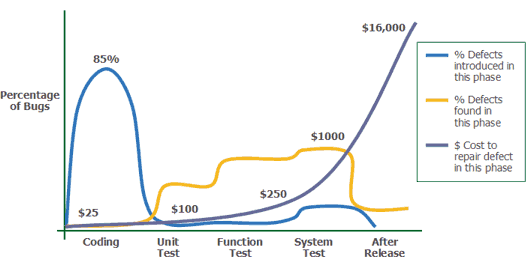 $16,000
85%
Percentage
of Bugs
% Defects
introduced in
this phase
% Defects
found in
this phase
$ Cost to
repair defect
in this phase
$1000
$250
$100
$25
Coding
Unit
Test
Function
Test
System
Test
After
Release